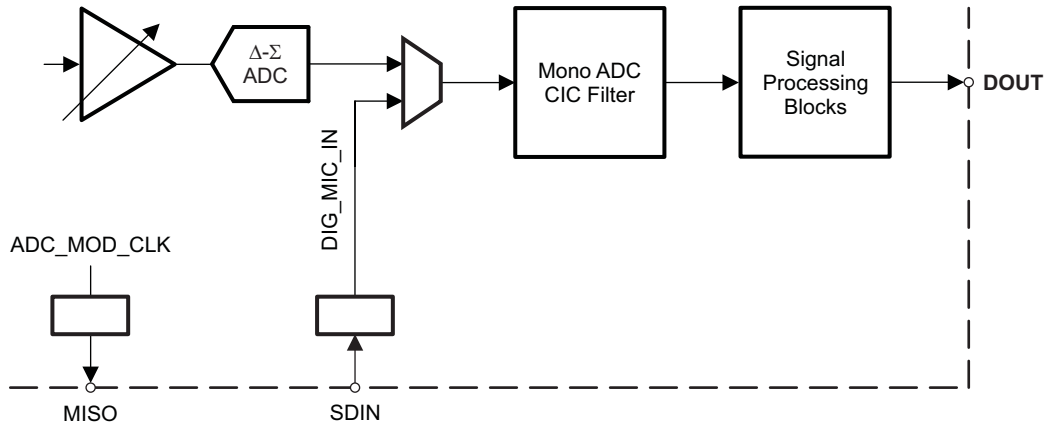 Δ-Σ
ADC
Mono ADC
CIC Filter
Signal
Processing
Blocks
DOUT
DIG_MIC_IN
ADC_MOD_CLK
MISO
SDIN